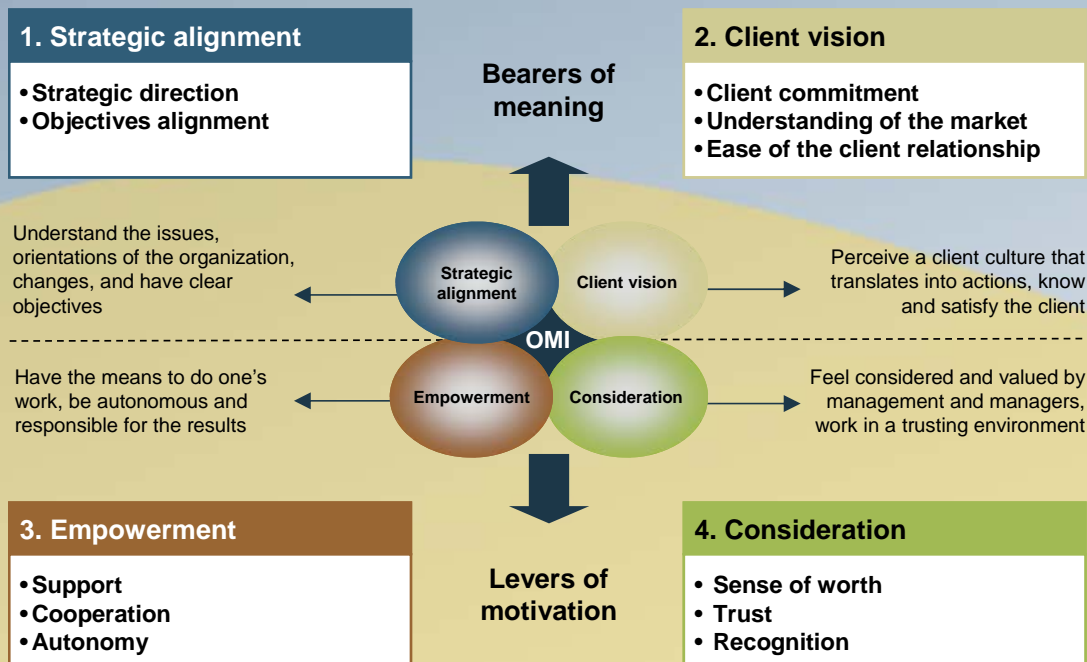 1. Strategic alignment
• Strategic direction
• Objectives alignment
Bearers of
meaning
2. Client vision
• Client commitment
• Understanding of the market
• Ease of the client relationship
Understand the issues,
orientations of the organization,
changes, and have clear
objectives
Strategic
alignment
Client vision
Perceive a client culture that
translates into actions, know
and satisfy the client
OMI
Have the means to do one's
work, be autonomous and
responsible for the results
Empowerment
Consideration
Feel considered and valued by
management and managers,
work in a trusting environment
3. Empowerment
• Support
• Cooperation
• Autonomy
Levers of
motivation
4. Consideration
• Sense of worth
• Trust
• Recognition